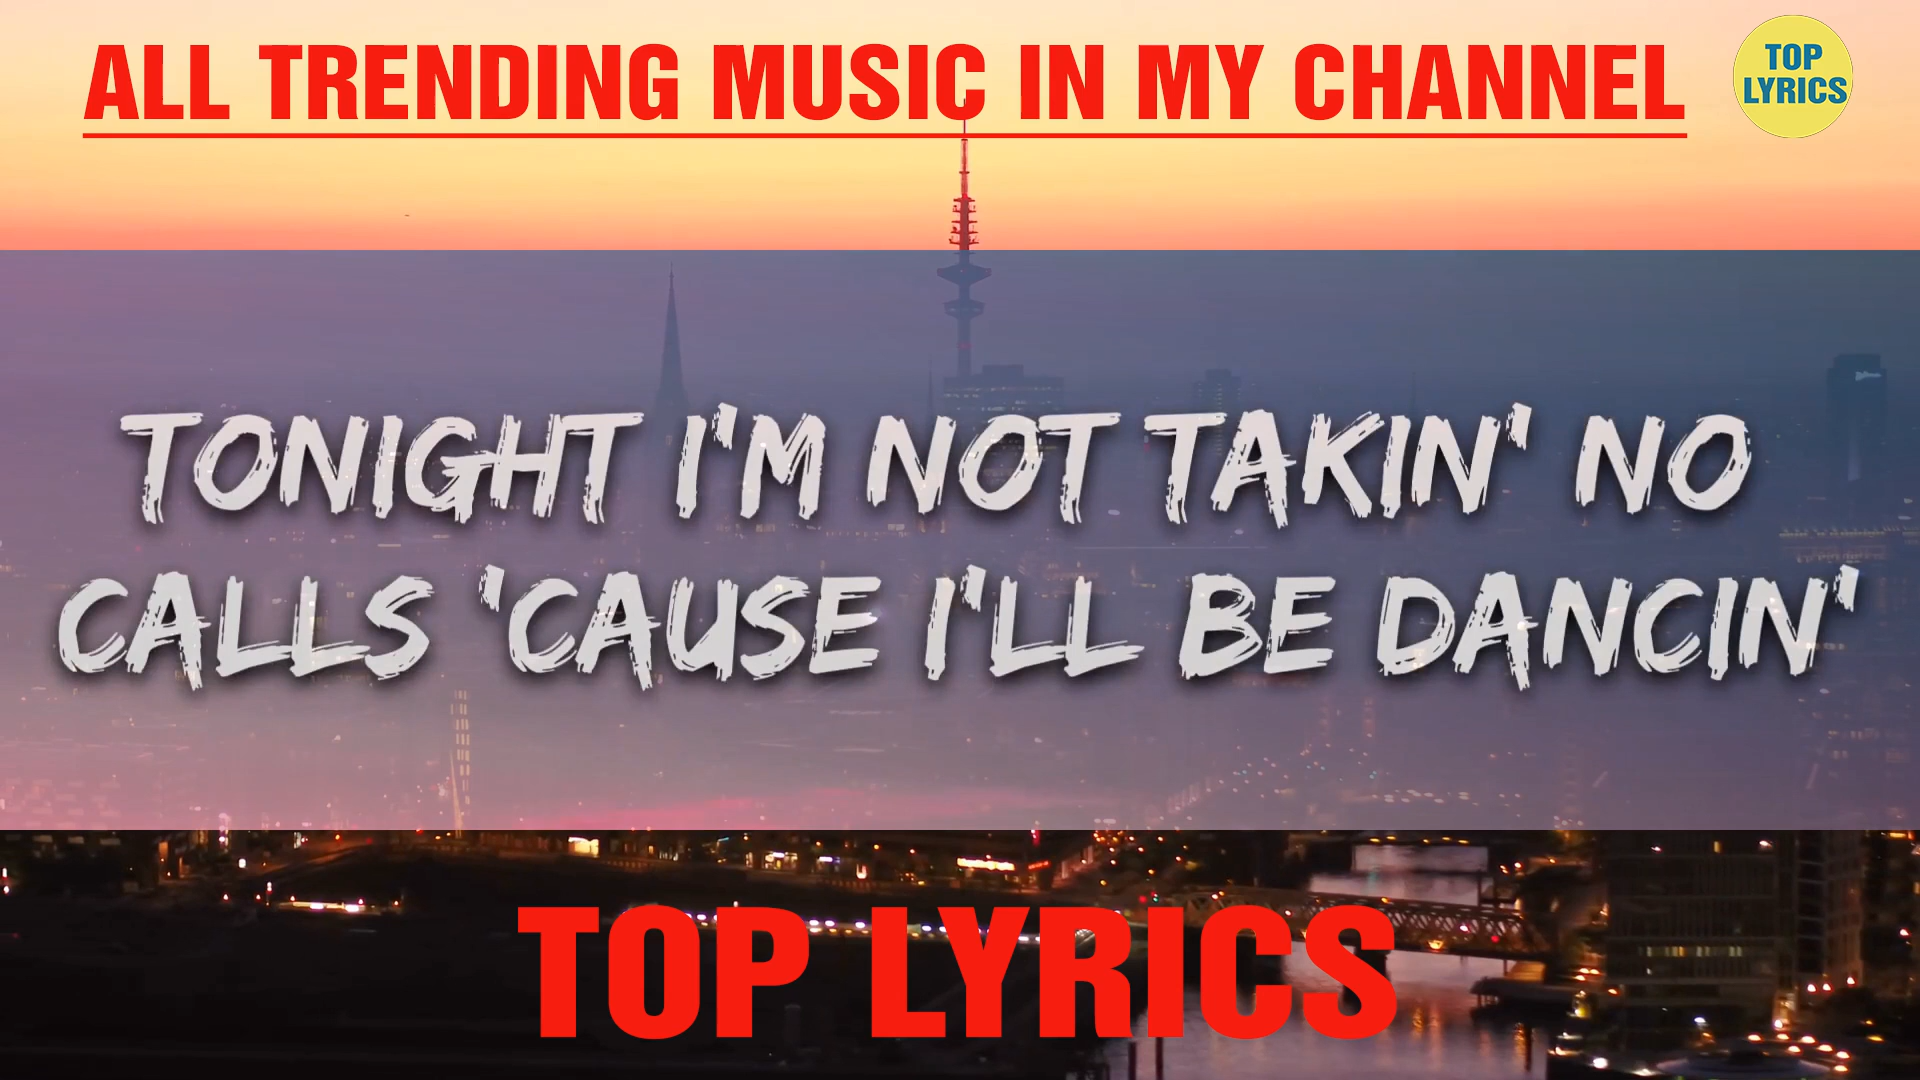 ALL TRENDING MUSIC IN MY CHANNEL
TOP
LYRICS
TONIGHT I'M NOT TAKIN' NO
CALLS 'CAUSE I'LL BE DANCIN'
TOP LYRICS